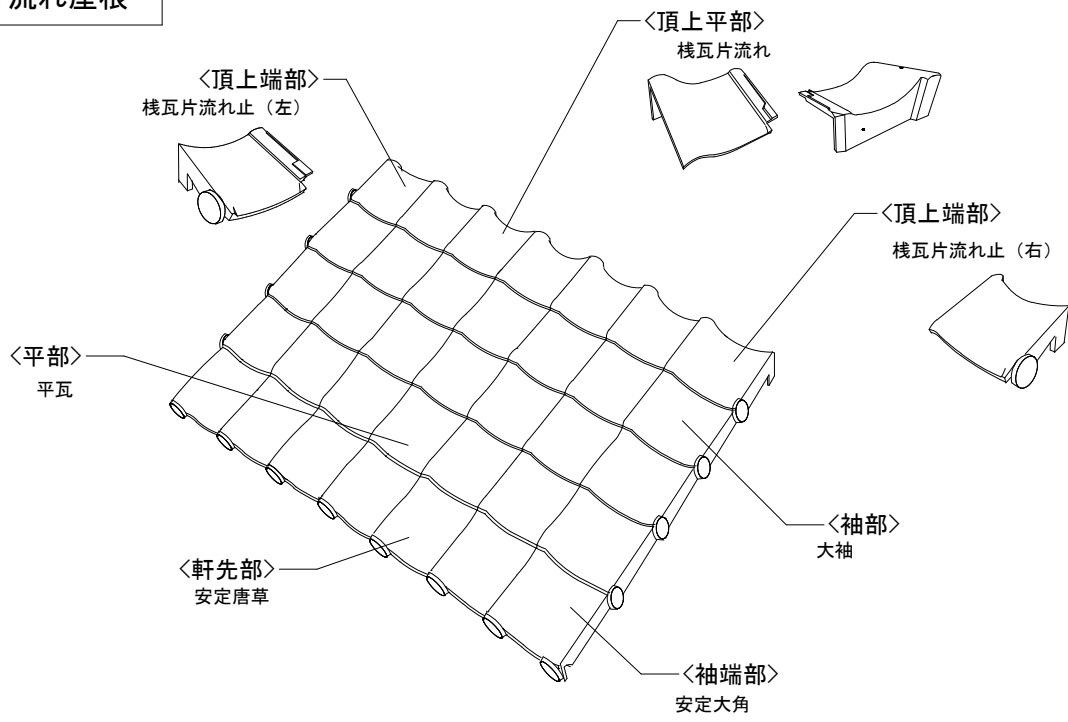 流れ屋根
〈頂上平部〉
桟瓦片流れ
〈頂上端部〉
桟瓦片流れ止（左）
〈頂上端部〉
桟瓦片流れ止（右）
〈平部〉
平瓦
〈袖部〉
大袖
〈軒先部〉
安定唐草
〈袖端部〉
安定大角